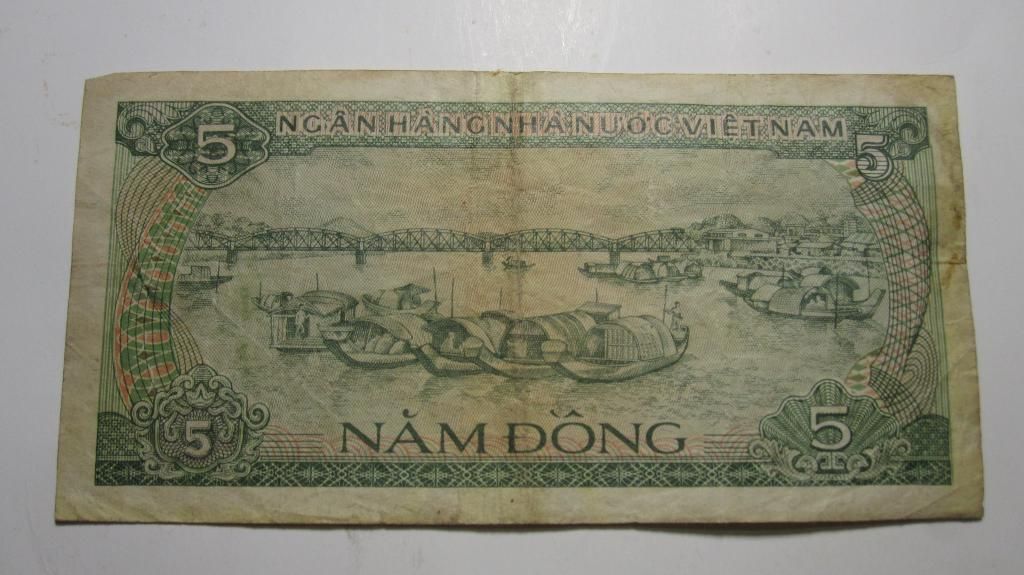 5 NGÂN HÀNG NHÀ NƯỚC VIỆT NAM 5
5 NĂM ĐỒNG 5